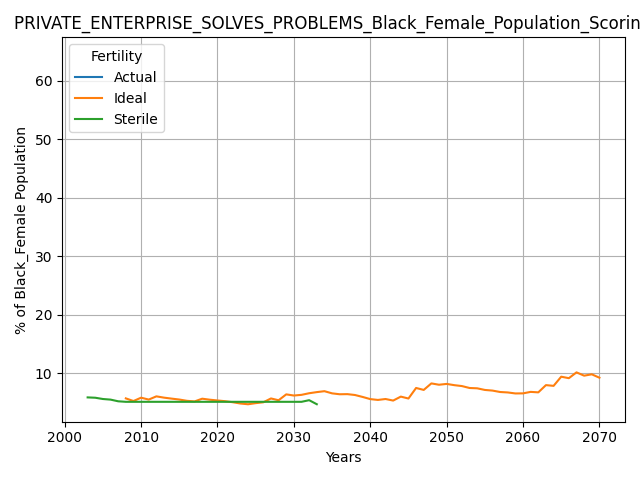 PRIVATE_ENTERPRISE_SOLVES_PROBLEMS_Black_Female_Population_Scorin
Fertility
Actual
Ideal
Sterile
% of Black_Female Population
60
50
40
30
20
10
2000 2010 2020 2030 2040 2050 2060 2070
Years